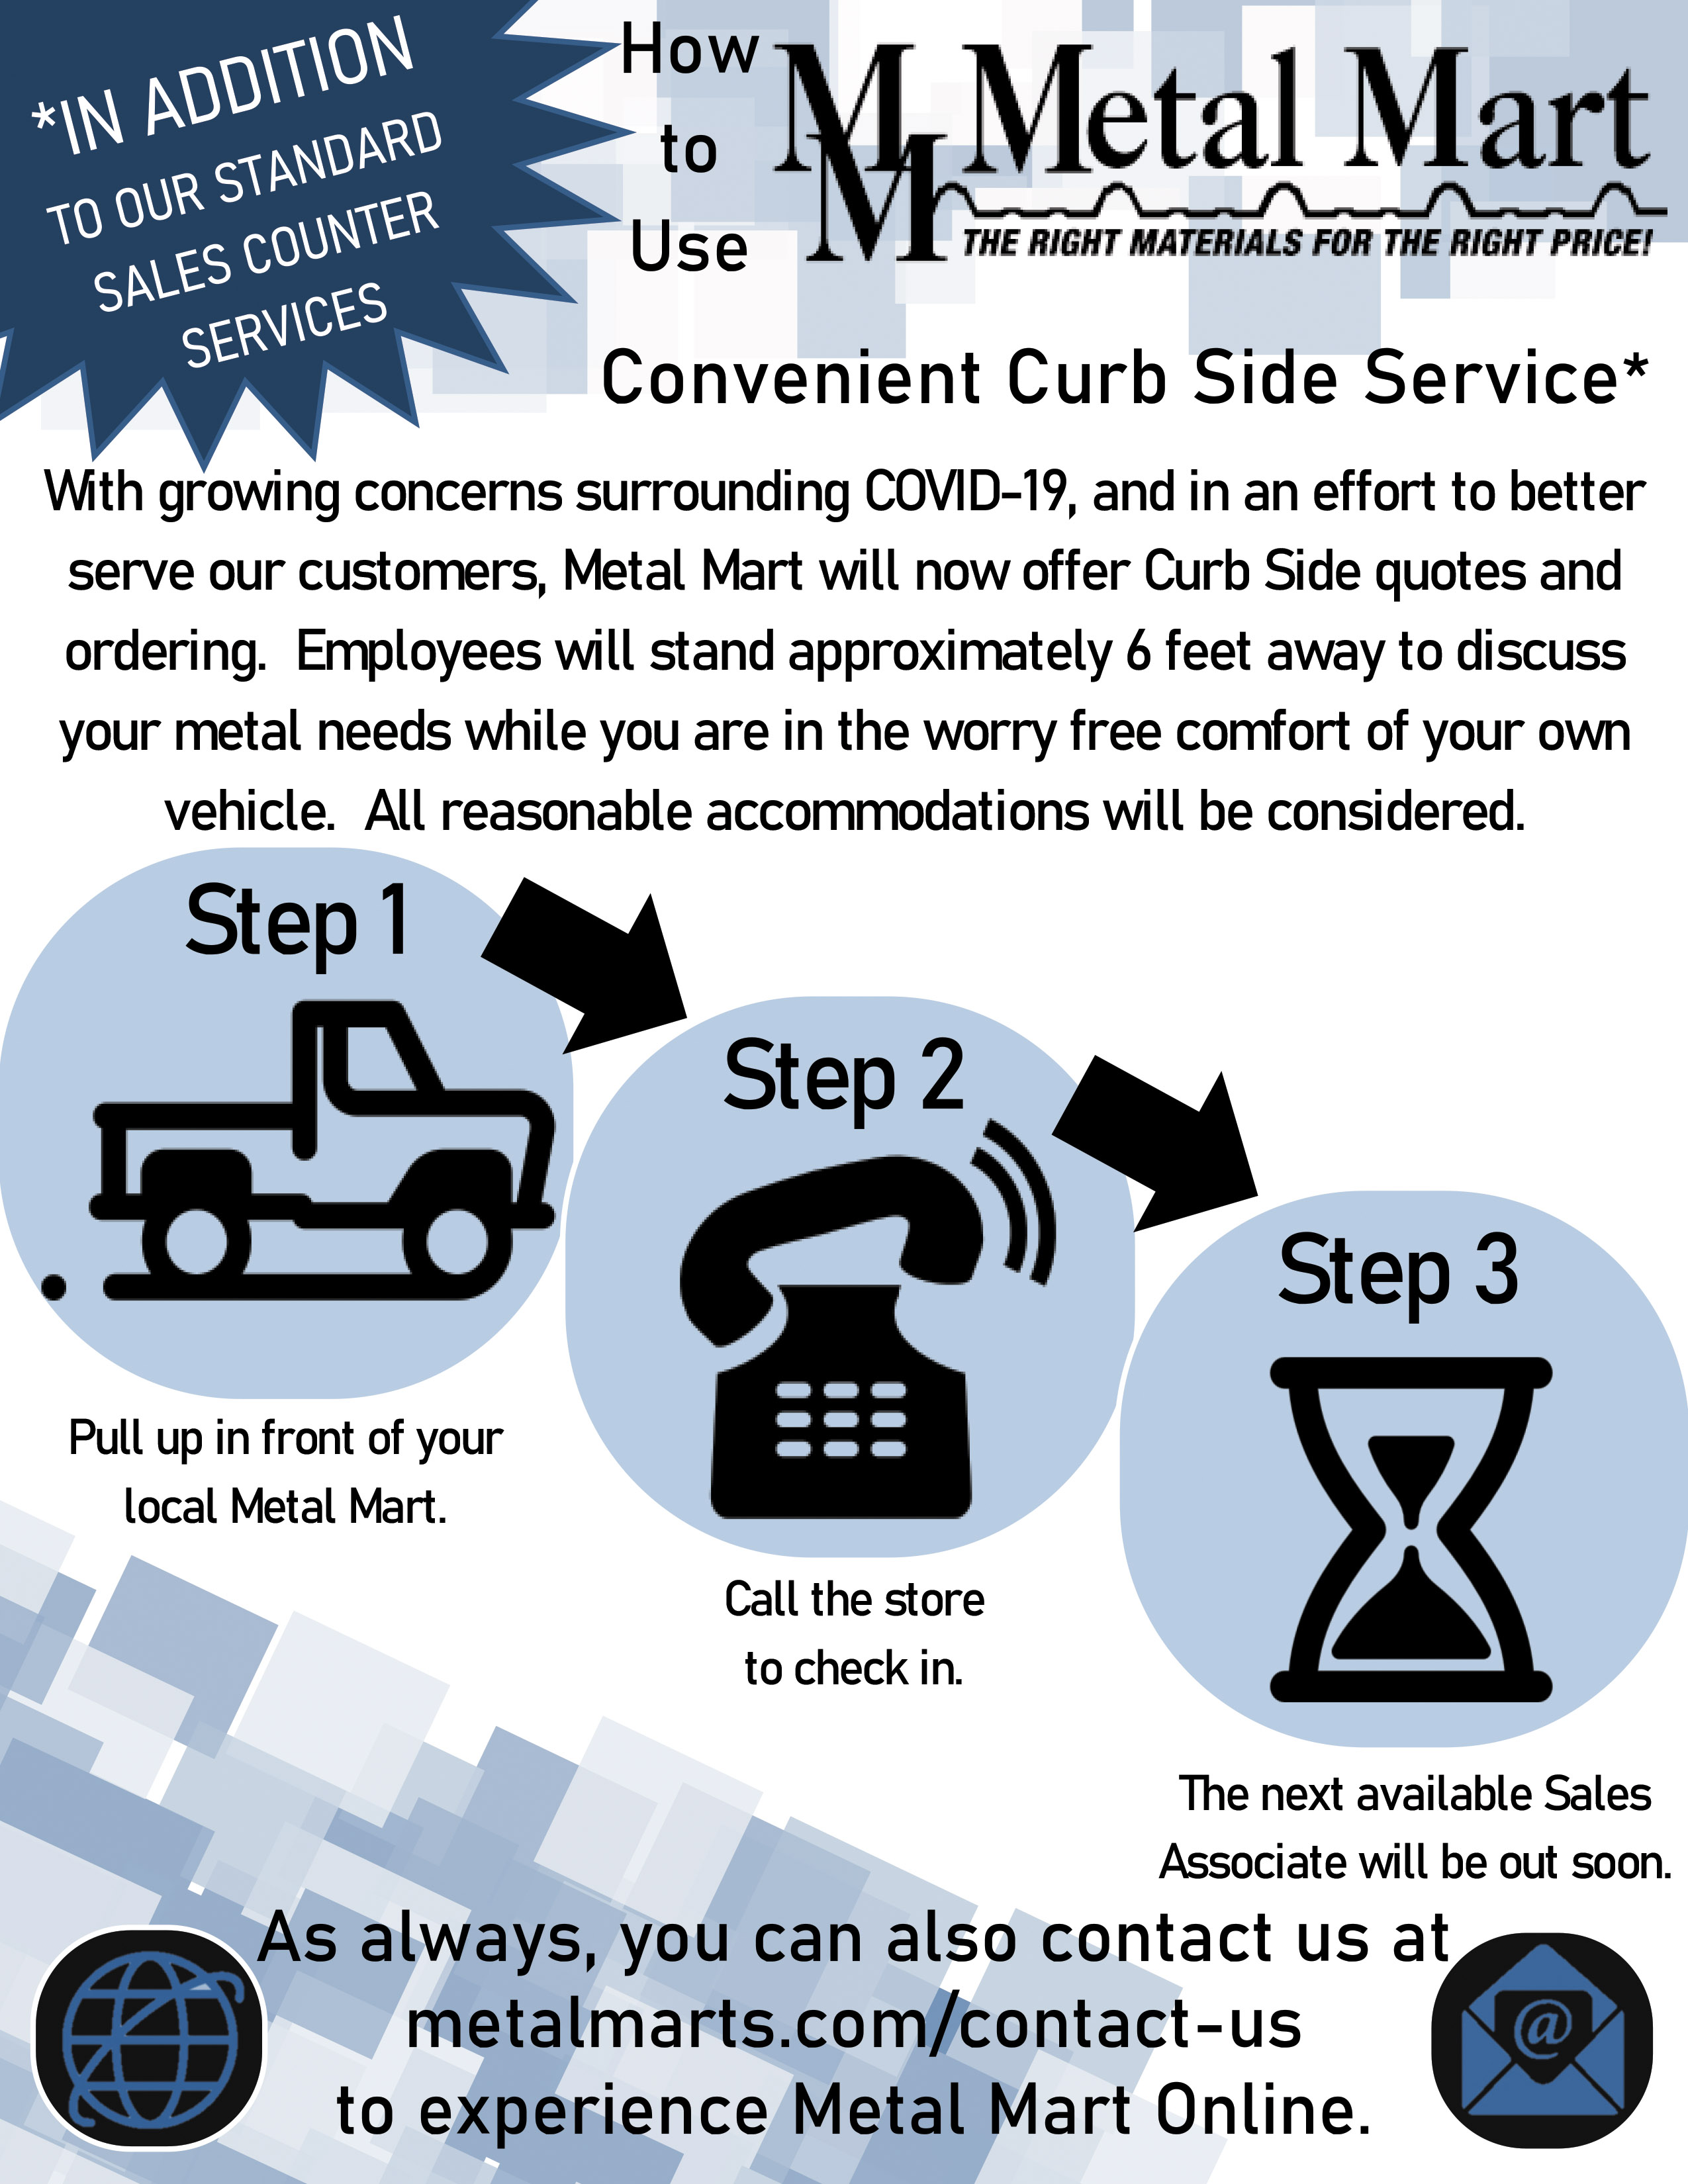 *IN ADDITION
TO OUR STANDARD
SALES COUNTER
SERVICES
How
to
Use
MM Metal Mart
THE RIGHT MATERIALS FOR THE RIGHT PRICE!
Convenient Curb Side Service*
With growing concerns surrounding COVID-19, and in an effort to better
serve our customers, Metal Mart will now offer Curb Side quotes and
ordering.  Employees will stand approximately 6 feet away to discuss
your metal needs while you are in the worry free comfort of your own
vehicle.  All reasonable accommodations will be considered.
Step 1
Pull up in front of your
local Metal Mart.
Step 2
Call the store
to check in.
Step 3
The next available Sales
Associate will be out soon.
As always, you can also contact us at
metalmarts.com/contact-us
to experience Metal Mart Online.
@